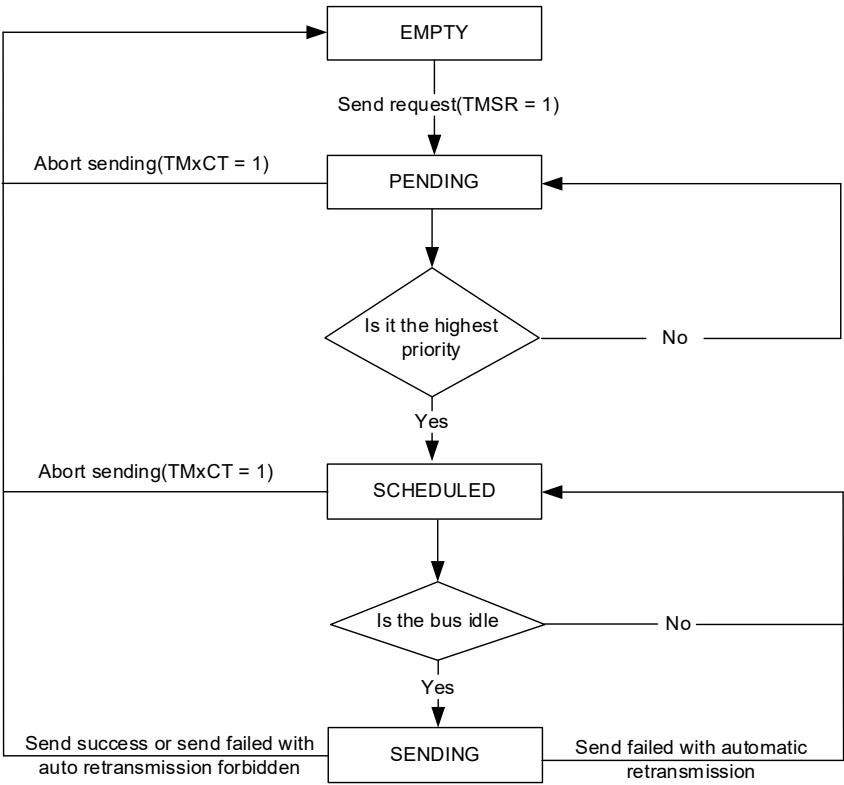 EMPTY
Send request(TMSR = 1)
Abort sending(TMxCT = 1)
PENDING
Is it the highest
priority
No
Yes
Abort sending(TMxCT = 1)
SCHEDULED
Is the bus idle
No
Yes
Send success or send failed with
auto retransmission forbidden
SENDING
Send failed with automatic
retransmission